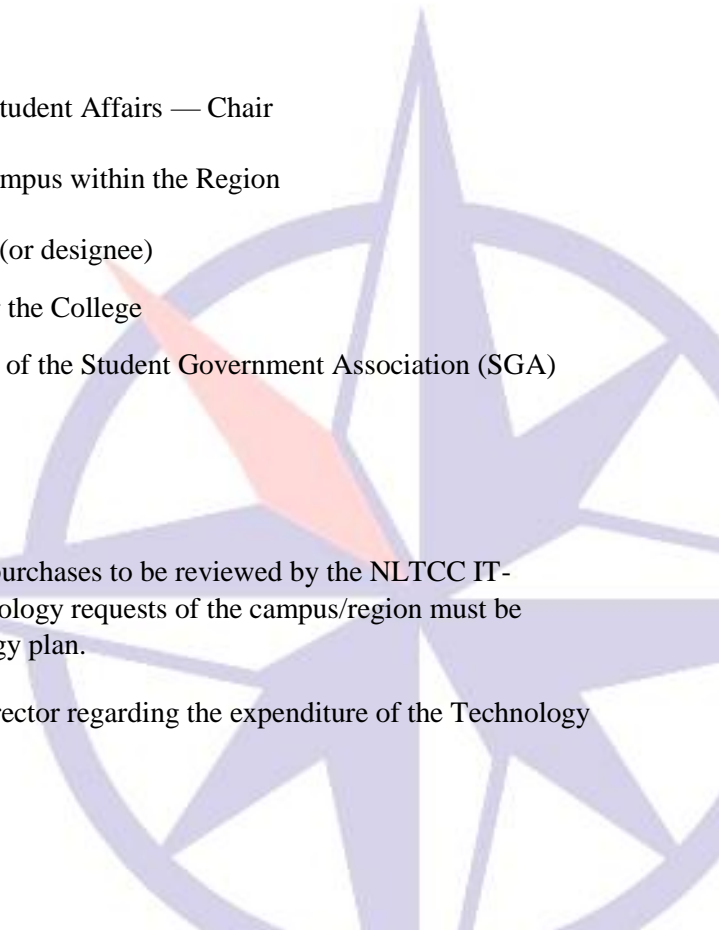 tudent Affairs — Chair
mpus within the Region
(or designee)
the College
of the Student Government Association (SGA)
urchases to be reviewed by the NLTCC IT-
ology requests of the campus/region must be
gy plan.
rector regarding the expenditure of the Technology